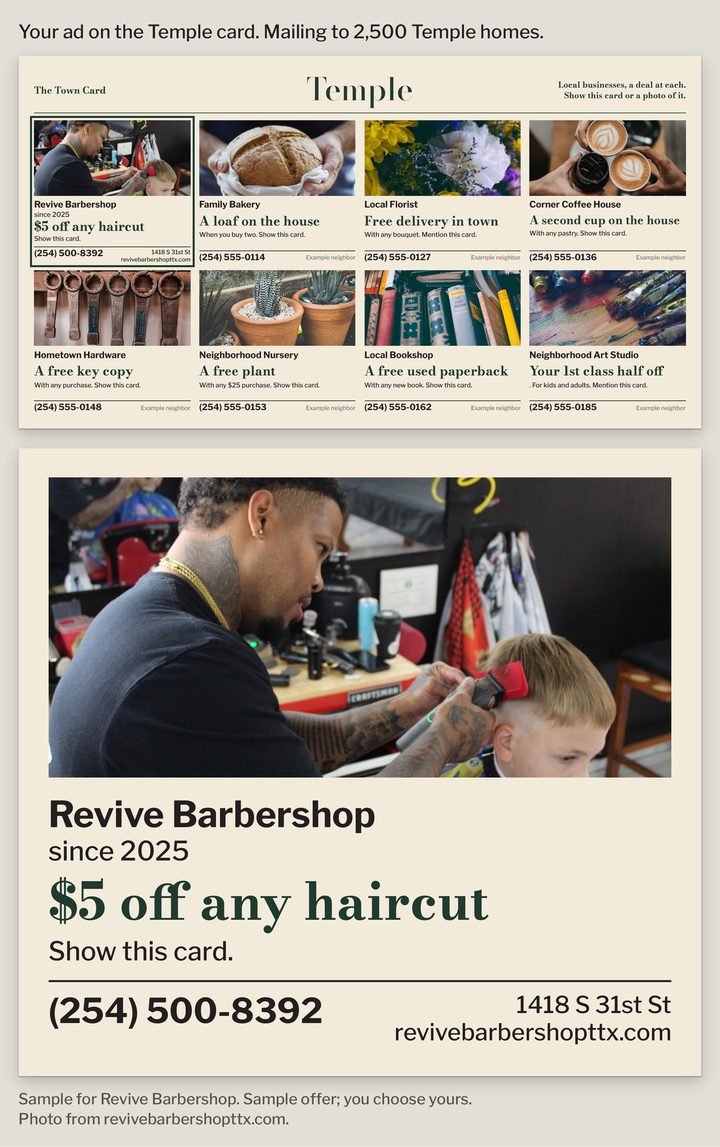 Your ad on the Temple card. Mailing to 2,500 Temple homes.
The Town Card
Temple
Local businesses, a deal at each.
Show this card or a photo of it.
Revive Barbershop
since 2025
$5 off any haircut
Show this card.
(254) 500-8392
1418 S 31st St
revivebarbershopttx.com
Family Bakery
A loaf on the house
When you buy two. Show this card.
(254) 555-0114
Example neighbor
Local Florist
Free delivery in town
With any bouquet. Mention this card.
(254) 555-0127
Example neighbor
Corner Coffee House
A second cup on the house
With any pastry. Show this card.
(254) 555-0136
Example neighbor
Hometown Hardware
A free key copy
With any purchase. Show this card.
(254) 555-0148
Example neighbor
Neighborhood Nursery
A free plant
With any $25 purchase. Show this card.
(254) 555-0153
Example neighbor
Local Bookshop
A free used paperback
With any new book. Show this card.
(254) 555-0162
Example neighbor
Neighborhood Art Studio
Your 1st class half off
. For kids and adults. Mention this card.
(254) 555-0185
Example neighbor
CRAFTSMAN
Revive Barbershop
since 2025
$5 off any haircut
Show this card.
(254) 500-8392
1418 S 31st St
revivebarbershopttx.com
Sample for Revive Barbershop. Sample offer; you choose yours.
Photo from revivebarbershopttx.com.